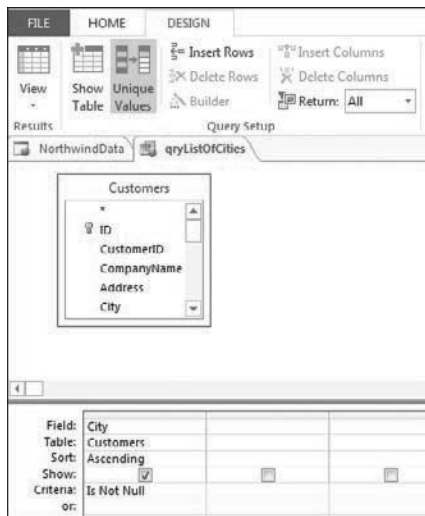 FILE HOME DESIGN
View
Show Table
Unique Values
Insert Rows
Delete Rows
Builder
Insert Columns
Delete Columns
Return: All
Results
Query Setup
NorthwindData
qryListOfCities
Customers
*
ID
CustomerID
CompanyName
Address
City
Field: City
Table: Customers
Sort: Ascending
Show:
Criteria: Is Not Null
or: